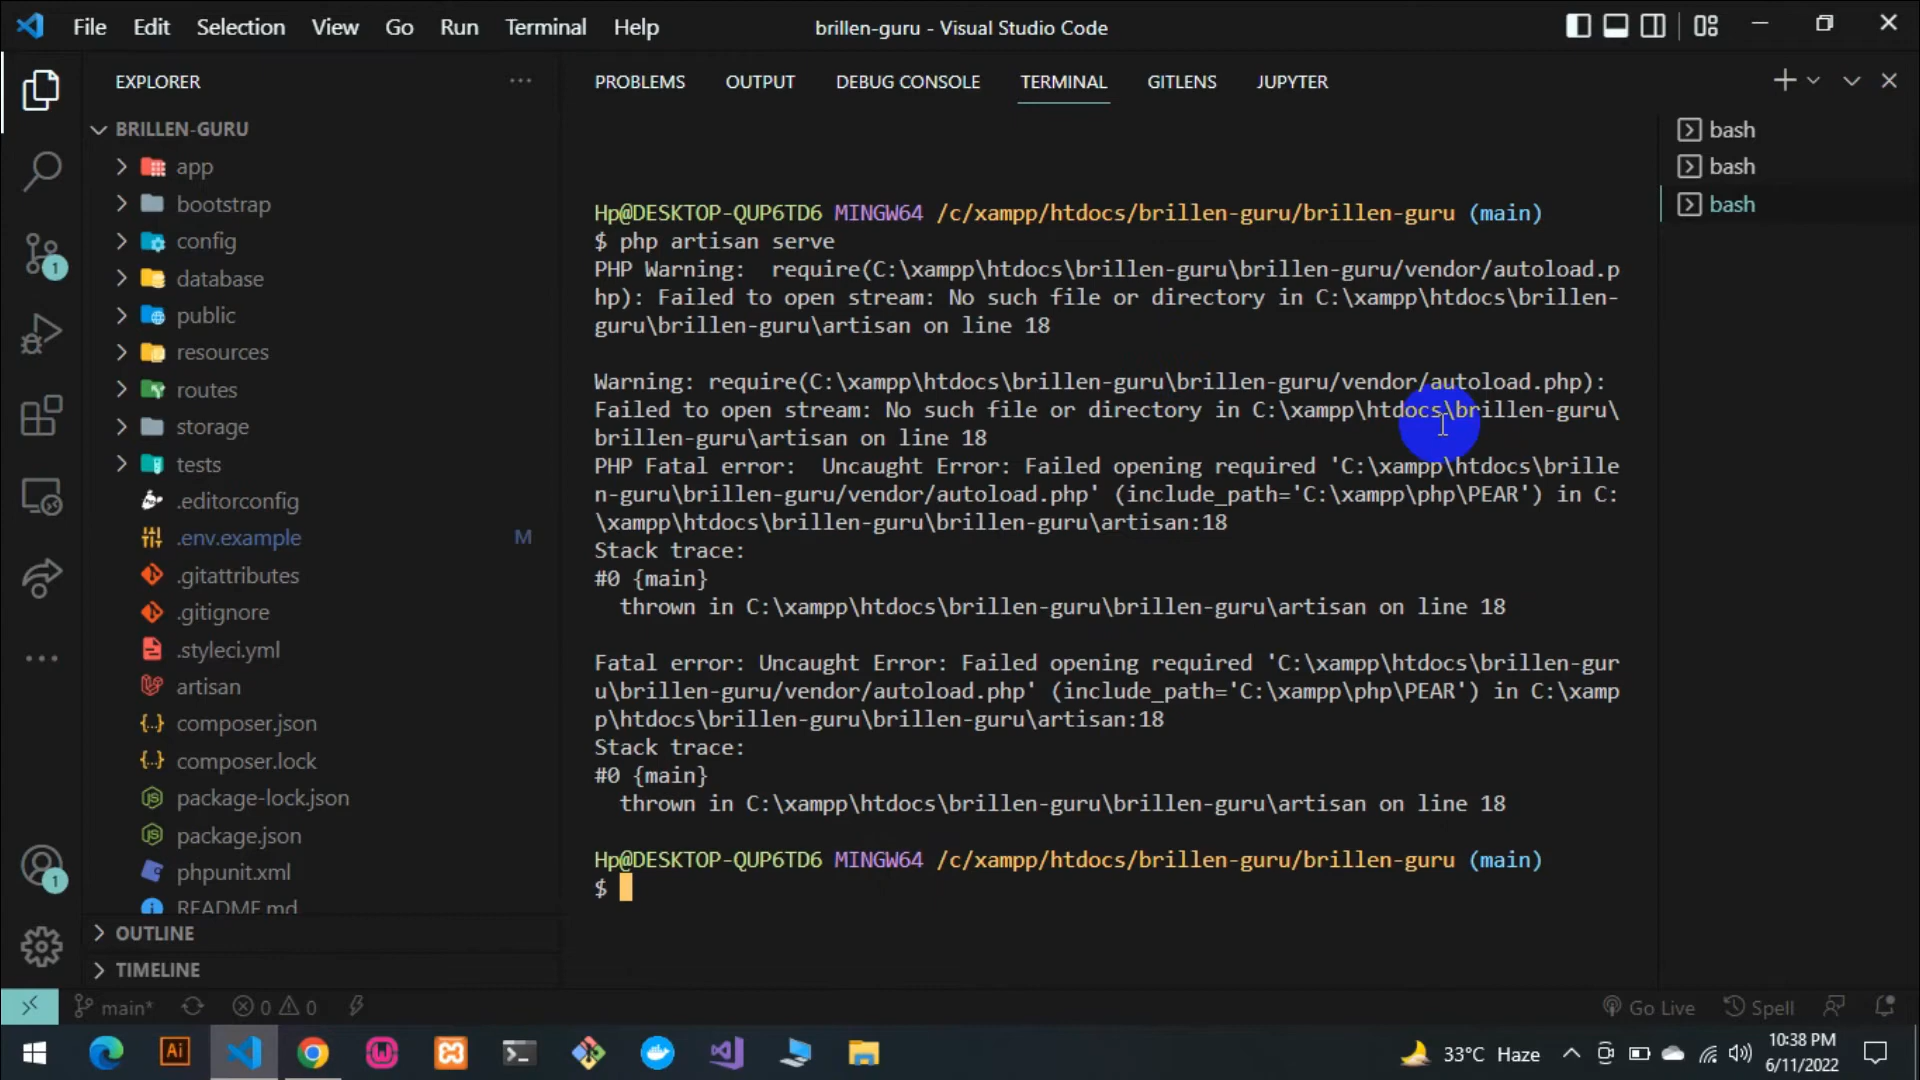 File Edit Selection View Go Run Terminal Help
brillen-guru - Visual Studio Code
EXPLORER
BRILLEN-GURU
app
bootstrap
config
database
public
resources
routes
storage
tests
.editorconfig
.env.example M
.gitattributes
.gitignore
.styleci.yml
artisan
composer.json
composer.lock
package-lock.json
package.json
phpunit.xml
README.md
OUTLINE
TIMELINE
1
1
PROBLEMS OUTPUT DEBUG CONSOLE TERMINAL GITLENS JUPYTER
Hp@DESKTOP-QUP6TD6 MINGW64 /c/xampp/htdocs/brillen-guru/brillen-guru (main)
$ php artisan serve
PHP Warning:  require(C:\xampp\htdocs\brillen-guru\brillen-guru/vendor/autoload.p
hp): Failed to open stream: No such file or directory in C:\xampp\htdocs\brillen-
guru\brillen-guru\artisan on line 18
Warning: require(C:\xampp\htdocs\brillen-guru\brillen-guru/vendor/autoload.php):
Failed to open stream: No such file or directory in C:\xampp\htdocs\brillen-guru\
brillen-guru\artisan on line 18
PHP Fatal error:  Uncaught Error: Failed opening required 'C:\xampp\htdocs\brille
n-guru\brillen-guru/vendor/autoload.php' (include_path='C:\xampp\php\PEAR') in C:
\xampp\htdocs\brillen-guru\brillen-guru\artisan:18
Stack trace:
#0 {main}
  thrown in C:\xampp\htdocs\brillen-guru\brillen-guru\artisan on line 18
Fatal error: Uncaught Error: Failed opening required 'C:\xampp\htdocs\brillen-gur
u\brillen-guru/vendor/autoload.php' (include_path='C:\xampp\php\PEAR') in C:\xamp
p\htdocs\brillen-guru\brillen-guru\artisan:18
Stack trace:
#0 {main}
  thrown in C:\xampp\htdocs\brillen-guru\brillen-guru\artisan on line 18
Hp@DESKTOP-QUP6TD6 MINGW64 /c/xampp/htdocs/brillen-guru/brillen-guru (main)
$
bash
bash
bash
main* 0 0
Go Live Spell
Ai
33°C Haze
10:38 PM
6/11/2022